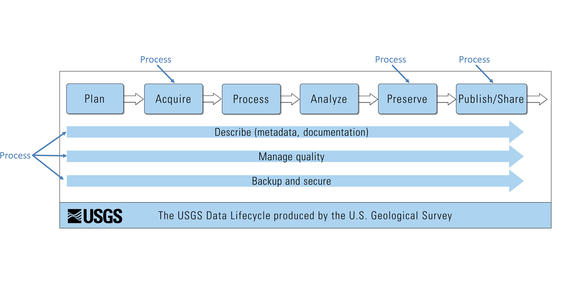 Process
Process
Process
Plan
Acquire
Process
Analyze
Preserve
Publish/Share
Describe (metadata, documentation)
Process
Manage quality
Backup and secure
USGS
The USGS Data Lifecycle produced by the U.S. Geological Survey